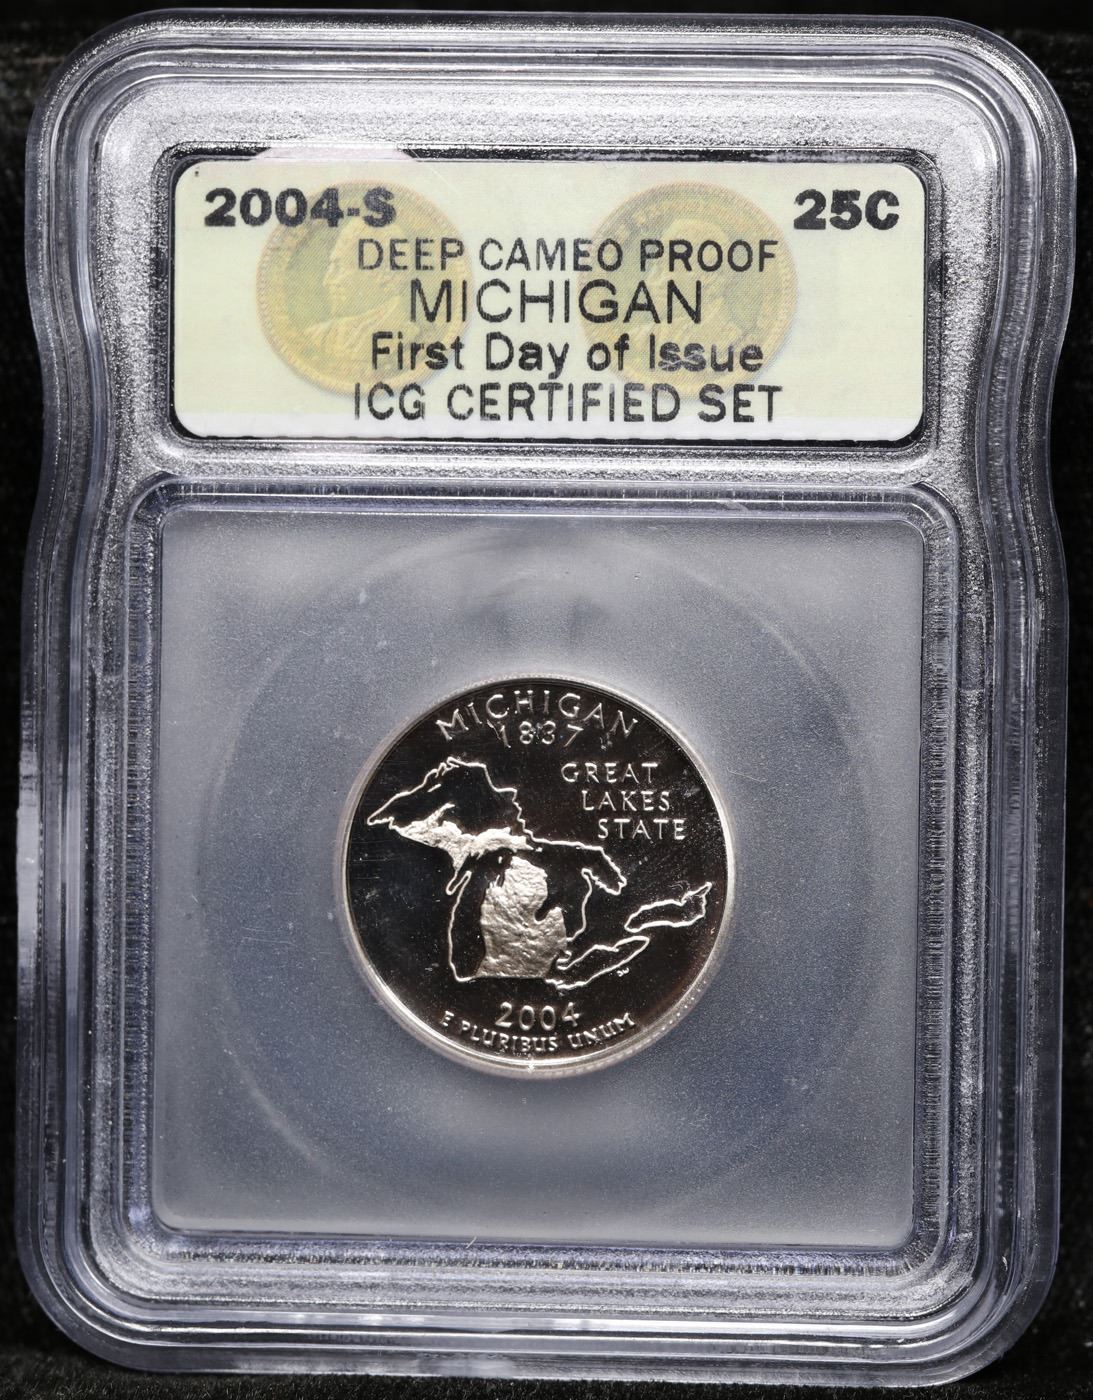 2004-S 25C
DEEP CAMEO PROOF
MICHIGAN
First Day of Issue
ICG CERTIFIED SET
MICHIGAN
1837
GREAT
LAKES
STATE
2004
E PLURIBUS UNUM